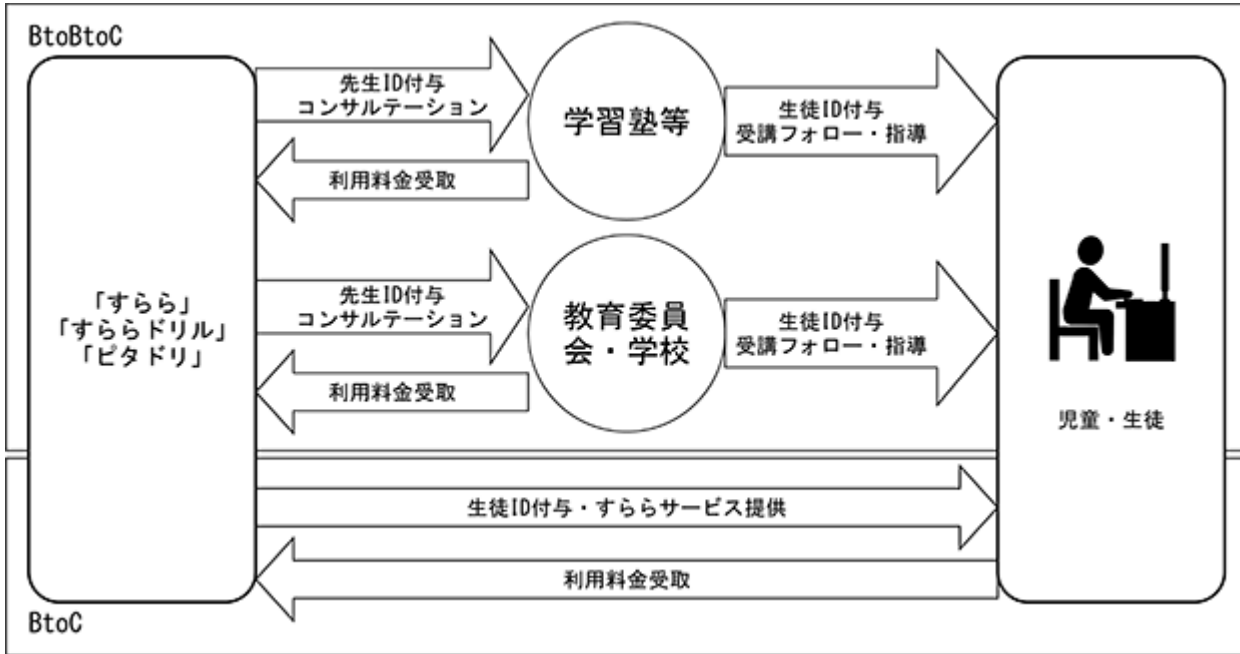 BtoBtoC
先生ID付与
コンサルテーション
学習塾等
生徒ID付与
受講フォロー・指導
利用料金受取
「すらら」
「すららドリル」
「ピタドリ」
先生ID付与
コンサルテーション
教育委員
会・学校
生徒ID付与
受講フォロー・指導
利用料金受取
児童・生徒
生徒ID付与・すららサービス提供
利用料金受取
BtoC